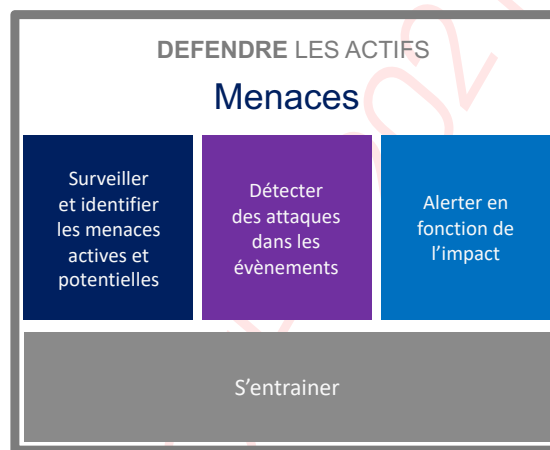 DEFENDRE LES ACTIFS
Menaces
Surveiller
et identifier
les menaces
actives et
potentielles
Détecter
des attaques
dans les
évènements
Alerter en
fonction de
l'impact
S'entrainer